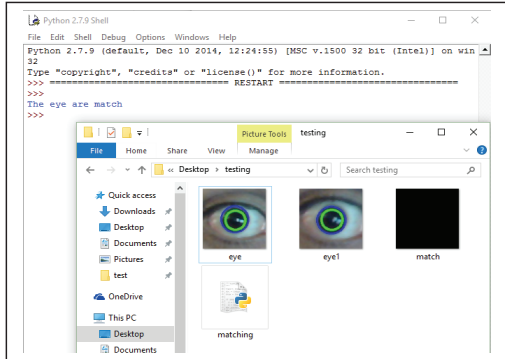 Python 2.7.9 Shell
File Edit Shell Debug Options Windows Help
Python 2.7.9 (default, Dec 10 2014, 12:24:55) [MSC v.1500 32 bit (Intel)] on win
32
Type "copyright", "credits" or "license()" for more information.
>>> ================================ RESTART ================================
>>>
The eye are match
>>>
Picture Tools testing
File Home Share View Manage
« Desktop › testing
Search testing
Quick access
Downloads
Desktop
Documents
Pictures
test
OneDrive
This PC
Desktop
Documents
eye eye1 match
matching